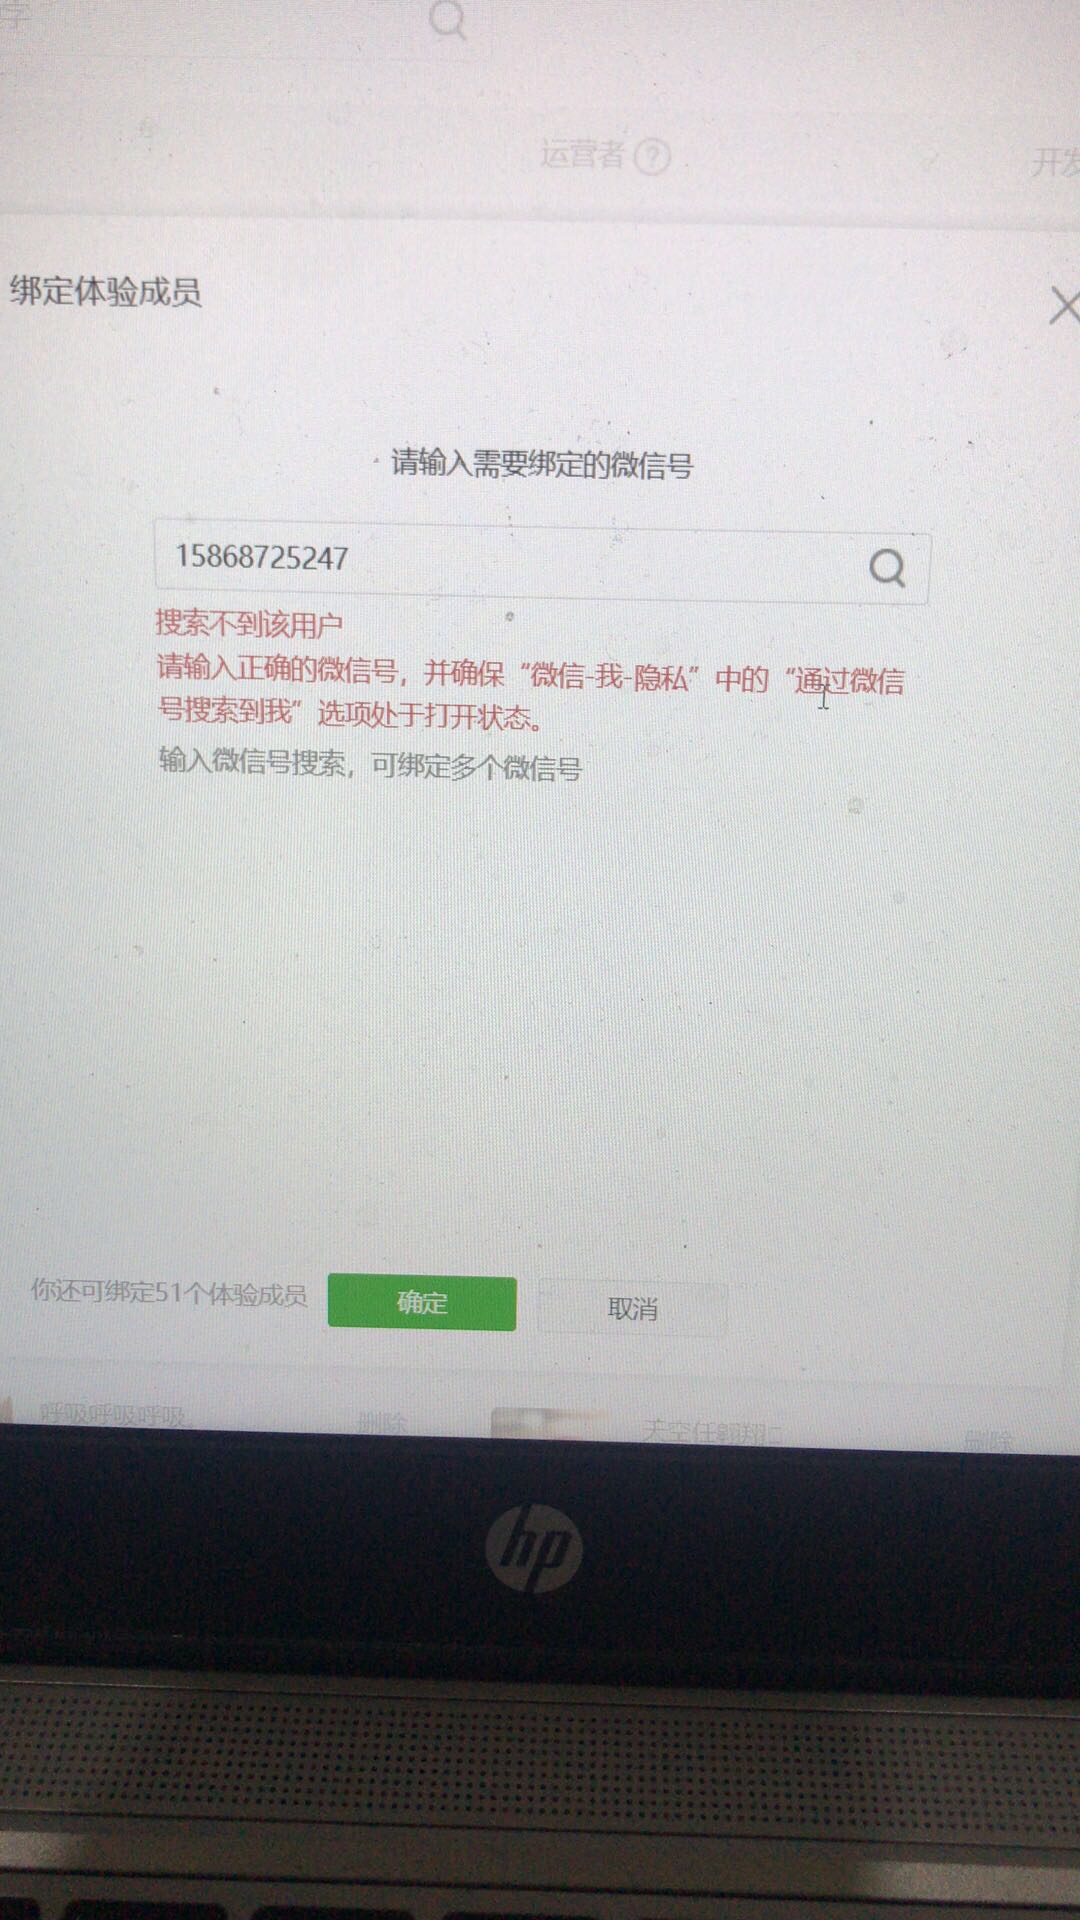 字
运营者 ?
开发
绑定体验成员
请输入需要绑定的微信号
15868725247
搜索不到该用户
请输入正确的微信号，并确保“微信-我-隐私”中的“通过微信
号搜索到我”选项处于打开状态。
输入微信号搜索，可绑定多个微信号
你还可绑定51个体验成员
确定
取消
呼吸呼吸呼吸。
删除
天空任翱翔
删除
hp